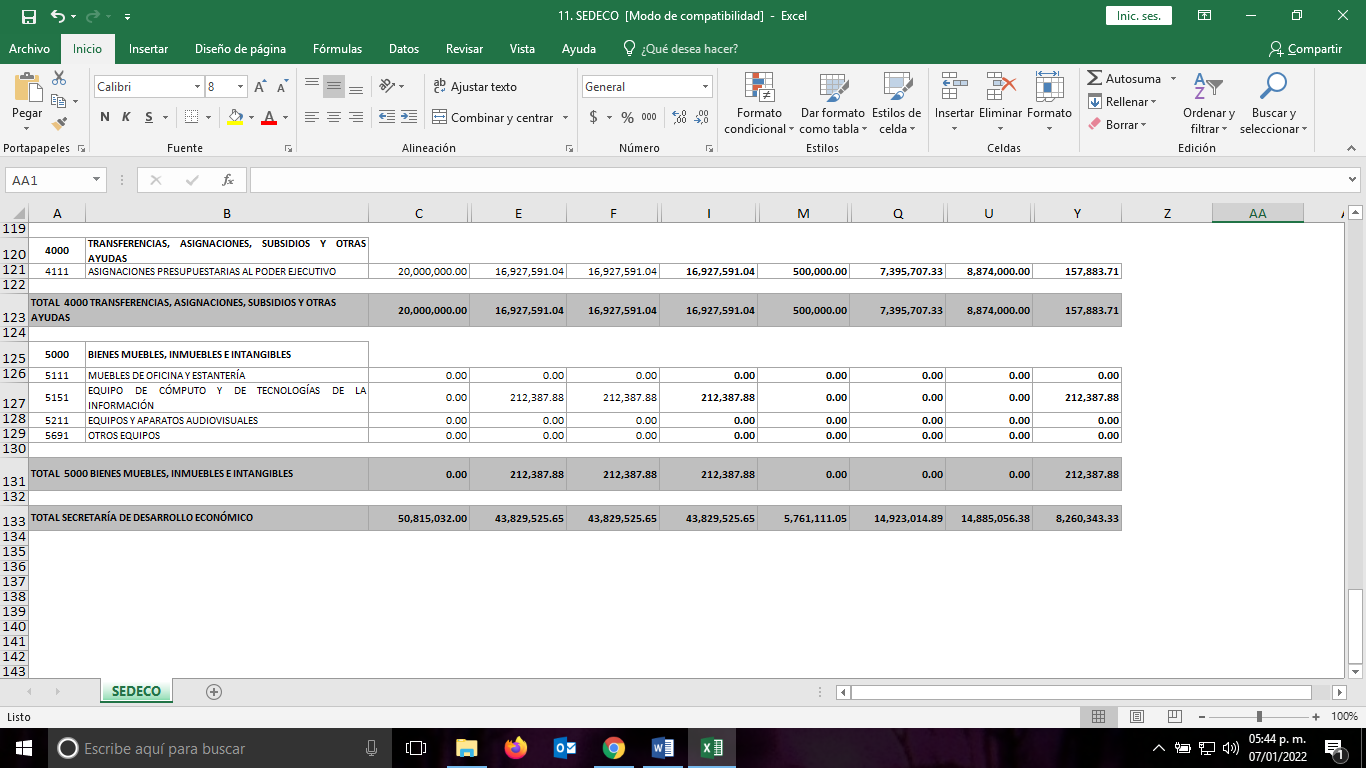 11. SEDECO [Modo de compatibilidad] - Excel
Inic. ses.
Archivo Inicio Insertar Diseño de página Fórmulas Datos Revisar Vista Ayuda ¿Qué desea hacer? Compartir
Pegar
Portapapeles
Calibri 8
N K S A A A
Fuente
ab Ajustar texto
Combinar y centrar
Alineación
General
$ % 000
Número
Formato condicional
Dar formato como tabla
Estilos de celda
Estilos
Insertar Eliminar Formato
Celdas
Autosuma
Rellenar
Borrar
Ordenar y filtrar
Buscar y seleccionar
Edición
AA1 fx
A B C E F I M Q U Y Z AA
119
120 4000 TRANSFERENCIAS, ASIGNACIONES, SUBSIDIOS Y OTRAS
AYUDAS
121 4111 ASIGNACIONES PRESUPUESTARIAS AL PODER EJECUTIVO 20,000,000.00 16,927,591.04 16,927,591.04 16,927,591.04 500,000.00 7,395,707.33 8,874,000.00 157,883.71
122
123 TOTAL 4000 TRANSFERENCIAS, ASIGNACIONES, SUBSIDIOS Y OTRAS
AYUDAS 20,000,000.00 16,927,591.04 16,927,591.04 16,927,591.04 500,000.00 7,395,707.33 8,874,000.00 157,883.71
124
125 5000 BIENES MUEBLES, INMUEBLES E INTANGIBLES
126 5111 MUEBLES DE OFICINA Y ESTANTERÍA 0.00 0.00 0.00 0.00 0.00 0.00 0.00 0.00
127 5151 EQUIPO DE CÓMPUTO Y DE TECNOLOGÍAS DE LA
INFORMACIÓN 0.00 212,387.88 212,387.88 212,387.88 0.00 0.00 0.00 212,387.88
128 5211 EQUIPOS Y APARATOS AUDIOVISUALES 0.00 0.00 0.00 0.00 0.00 0.00 0.00 0.00
129 5691 OTROS EQUIPOS 0.00 0.00 0.00 0.00 0.00 0.00 0.00 0.00
130
131 TOTAL 5000 BIENES MUEBLES, INMUEBLES E INTANGIBLES 0.00 212,387.88 212,387.88 212,387.88 0.00 0.00 0.00 212,387.88
132
133 TOTAL SECRETARÍA DE DESARROLLO ECONÓMICO 50,815,032.00 43,829,525.65 43,829,525.65 43,829,525.65 5,761,111.05 14,923,014.89 14,885,056.38 8,260,343.33
134
135
136
137
138
139
140
141
142
143
SEDECO
Listo
100%
Escribe aquí para buscar
05:44 p. m.
07/01/2022
1